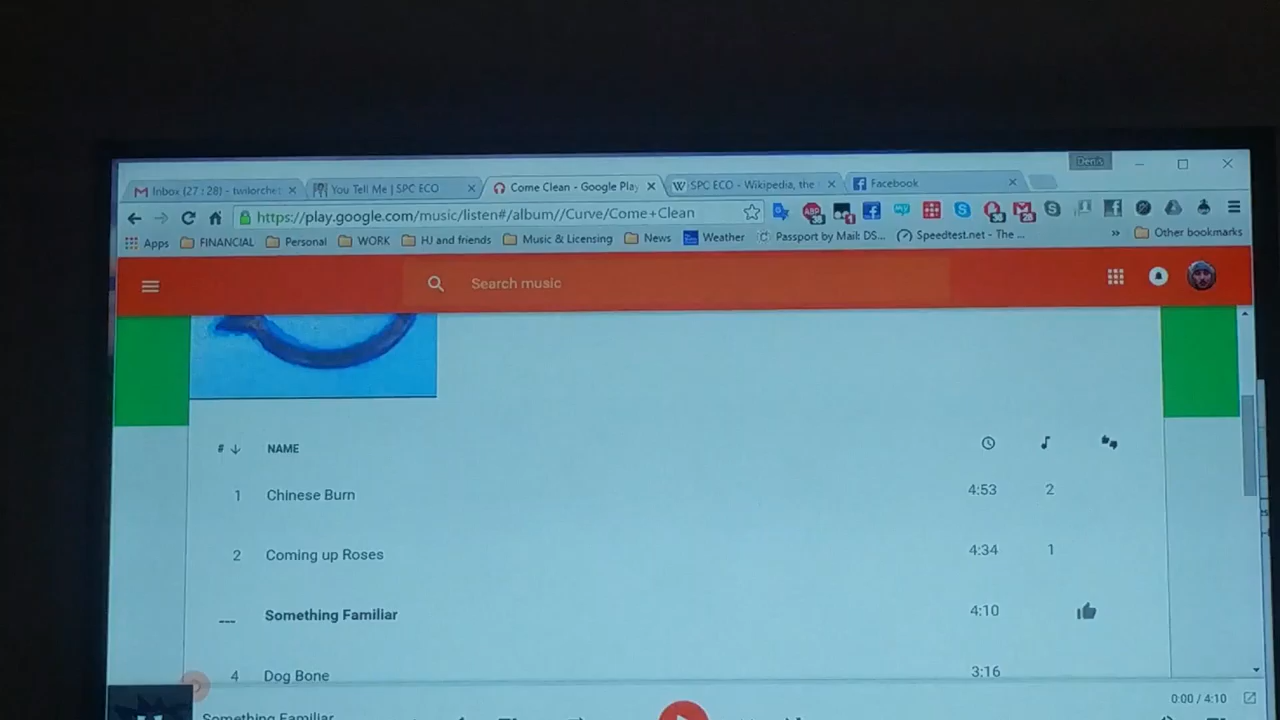 Denis
Inbox (27 : 28) - twilorche
You Tell Me | SPC ECO
Come Clean - Google Play
SPC ECO - Wikipedia, the
Facebook
https://play.google.com/music/listen#/album//Curve/Come+Clean
Apps
FINANCIAL
Personal
WORK
HJ and friends
Music & Licensing
News
Weather
Passport by Mail: DS...
Speedtest.net - The ...
»
Other bookmarks
Search music
# NAME
1 Chinese Burn 4:53 2
2 Coming up Roses 4:34 1
Something Familiar 4:10
4 Dog Bone 3:16
0:00 / 4:10
Something Familiar